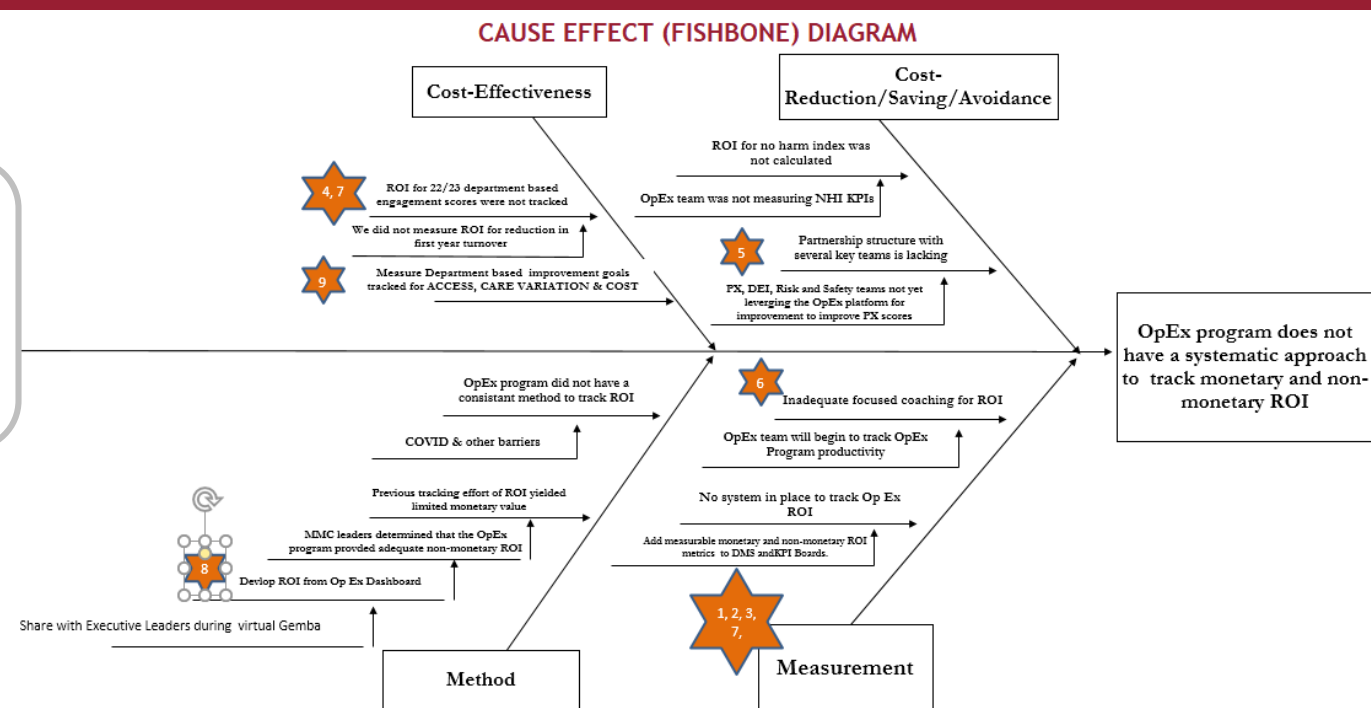 CAUSE EFFECT (FISHBONE) DIAGRAM
Cost-Effectiveness
Cost-
Reduction/Saving/Avoidance
4, 7
ROI for 22/23 department based
engagement scores were not tracked
We did not measure ROI for reduction in
first year turnover
9
Measure Department based improvement goals
tracked for ACCESS, CARE VARIATION & COST
ROI for no harm index was
not calculated
OpEx team was not measuring NHI KPIs
5
Partnership structure with
several key teams is lacking
PX, DEI, Risk and Safety teams not yet
leveraging the OpEx platform for
improvement to improve PX scores
OpEx program does not
have a systematic approach
to track monetary and non-
monetary ROI
OpEx program did not have a
consistant method to track ROI
COVID & other barriers
Previous tracking effort of ROI yielded
limited monetary value
MMC leaders determined that the OpEx
program provded adequate non-monetary ROI
8
Devlop ROI from Op Ex Dashboard
Share with Executive Leaders during virtual Gemba
Method
6
Inadequate focused coaching for ROI
OpEx team will begin to track OpEx
Program productivity
No system in place to track Op Ex
ROI
Add measurable monetary and non-monetary ROI
metrics to DMS andKPI Boards.
1, 2, 3,
7,
Measurement